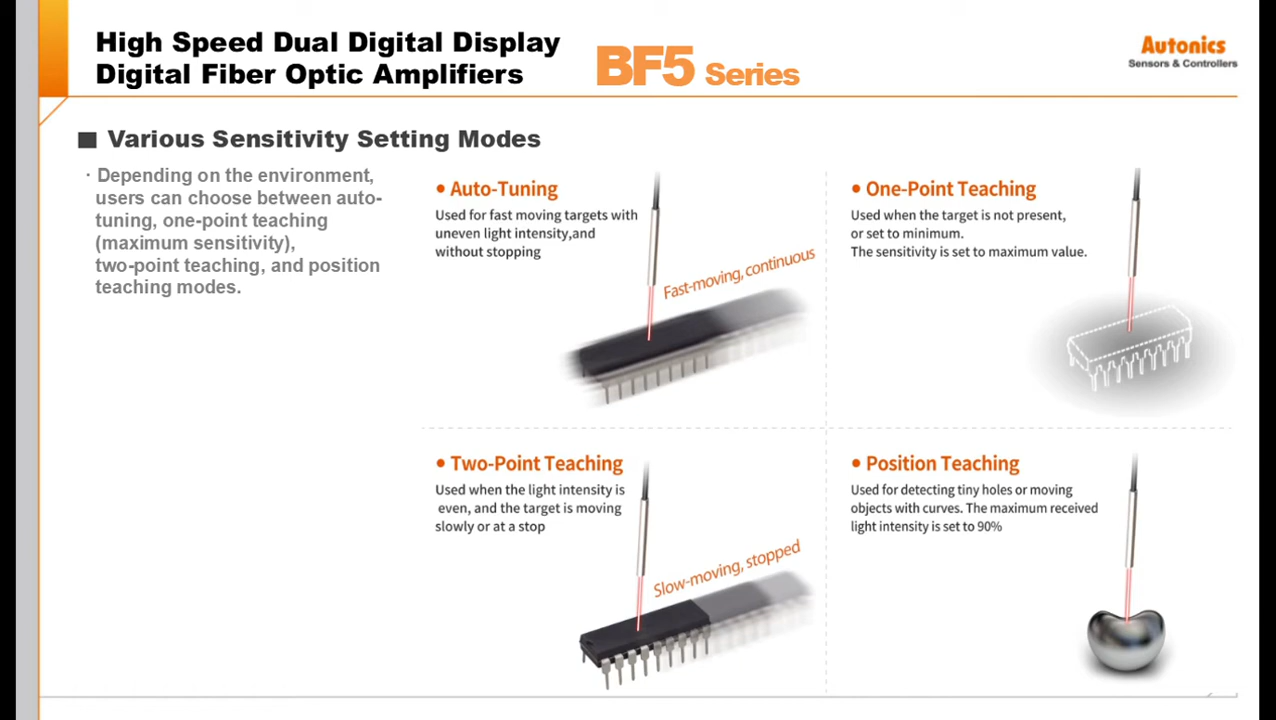 High Speed Dual Digital Display
Digital Fiber Optic Amplifiers
BF5 Series
Autonics
Sensors & Controllers
■ Various Sensitivity Setting Modes
· Depending on the environment,
users can choose between auto-
tuning, one-point teaching
(maximum sensitivity),
two-point teaching, and position
teaching modes.
• Auto-Tuning
Used for fast moving targets with
uneven light intensity,and
without stopping
Fast-moving, continuous
• One-Point Teaching
Used when the target is not present,
or set to minimum.
The sensitivity is set to maximum value.
• Two-Point Teaching
Used when the light intensity is
even, and the target is moving
slowly or at a stop
Slow-moving, stopped
• Position Teaching
Used for detecting tiny holes or moving
objects with curves. The maximum received
light intensity is set to 90%